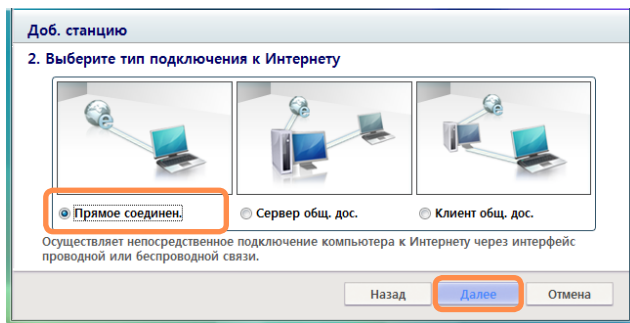 Доб. станцию
2. Выберите тип подключения к Интернету
Прямое соединен. Сервер общ. дос. Клиент общ. дос.
Осуществляет непосредственное подключение компьютера к Интернету через интерфейс
проводной или беспроводной связи.
Назад Далее Отмена